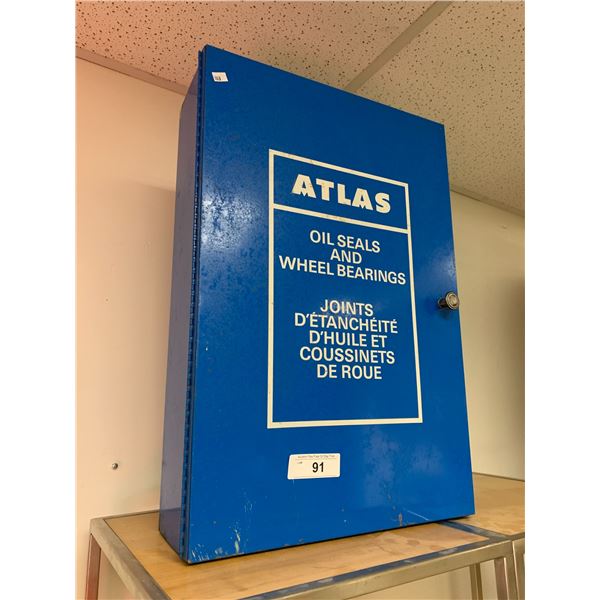 ATLAS
OIL SEALS
AND
WHEEL BEARINGS
JOINTS
D'ÉTANCHÉITÉ
D'HUILE ET
COUSSINETS
DE ROUE
91